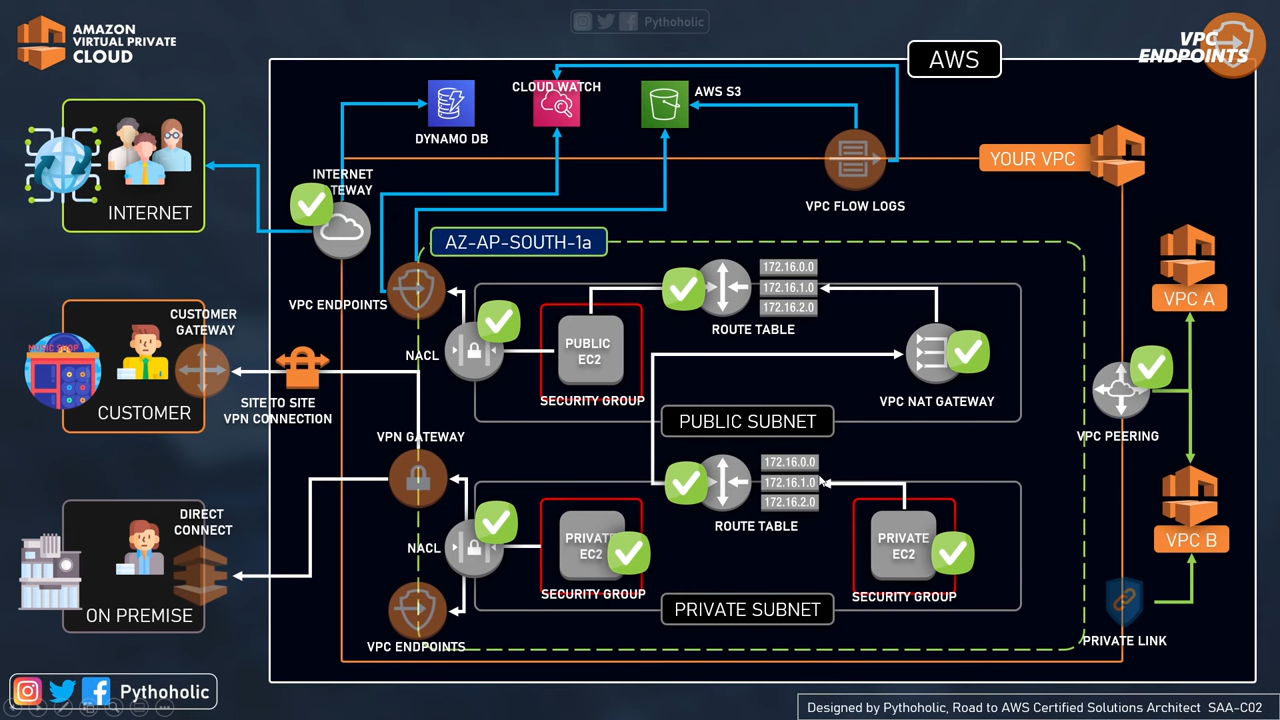 AMAZON
VIRTUAL PRIVATE
CLOUD
Pythoholic
VPC
ENDPOINTS
AWS
CLOUD WATCH
AWS S3
DYNAMO DB
YOUR VPC
INTERNET
INTERNET
TEWAY
VPC FLOW LOGS
AZ-AP-SOUTH-1a
172.16.0.0
172.16.1.0
172.16.2.0
ROUTE TABLE
VPC ENDPOINTS
NACL
PUBLIC
EC2
SECURITY GROUP
VPC NAT GATEWAY
PUBLIC SUBNET
VPC A
CUSTOMER
GATEWAY
MUSIC SHOP
CUSTOMER
SITE TO SITE
VPN CONNECTION
VPN GATEWAY
VPC PEERING
172.16.0.0
172.16.1.0
172.16.2.0
ROUTE TABLE
DIRECT
CONNECT
ON PREMISE
NACL
PRIVATE
EC2
SECURITY GROUP
PRIVATE
EC2
SECURITY GROUP
PRIVATE SUBNET
VPC B
VPC ENDPOINTS
PRIVATE LINK
Pythoholic
Designed by Pythoholic, Road to AWS Certified Solutions Architect SAA-C02